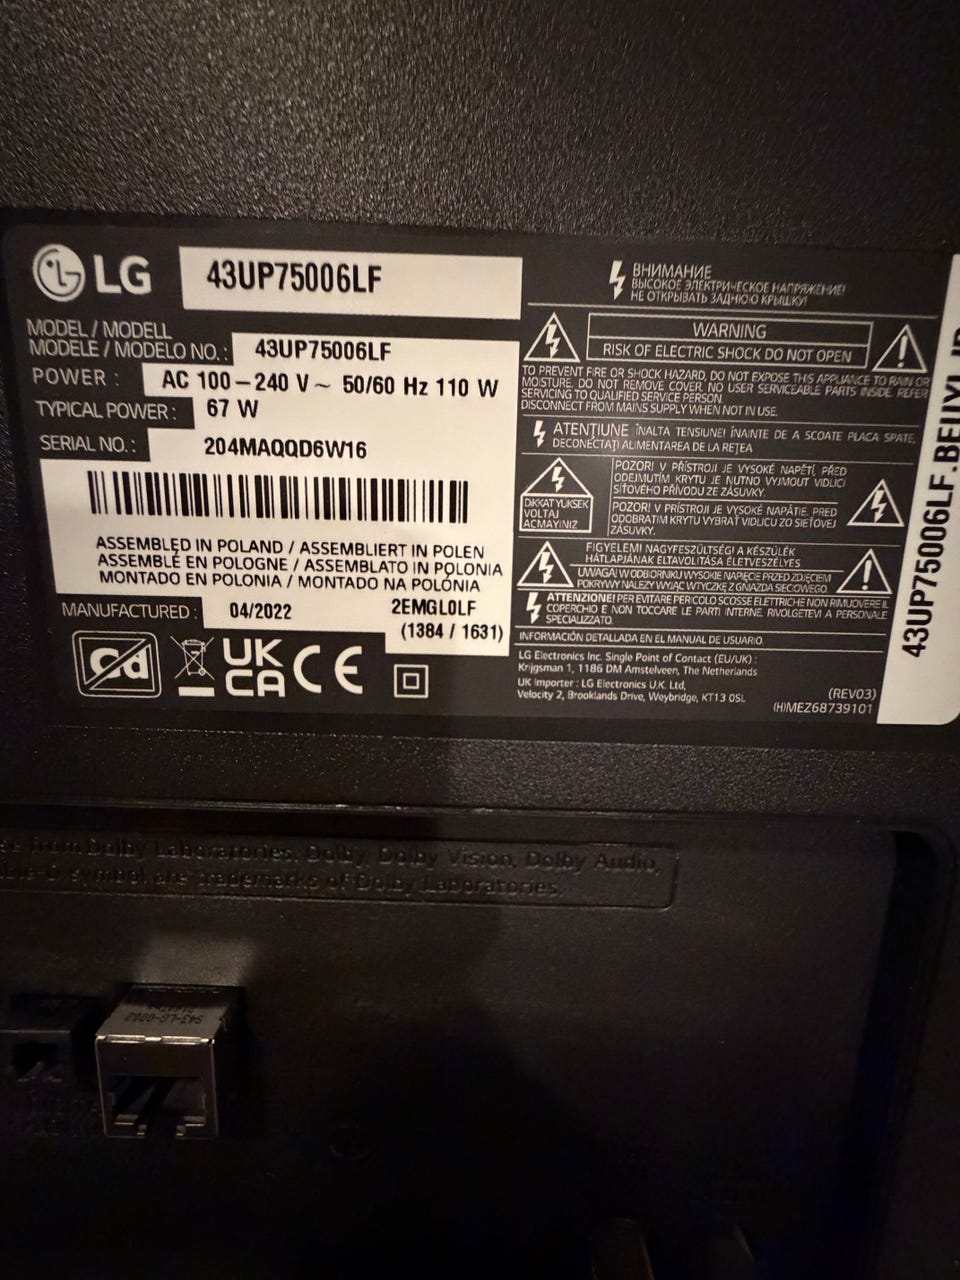 LG
43UP75006LF
MODEL / MODELL
MODELE / MODELO NO. :
43UP75006LF
POWER :
AC 100 – 240 V ~ 50/60 Hz 110 W
TYPICAL POWER :
67 W
SERIAL NO. :
204MAQQD6W16
ASSEMBLED IN POLAND / ASSEMBLIERT IN POLEN
ASSEMBLÉ EN POLOGNE / ASSEMBLATO IN POLONIA
MONTADO EN POLONIA / MONTADO NA POLÓNIA
MANUFACTURED :
04/2022
2EMGL0LF
(1384 / 1631)
Cd
UK
CA
CE
ВНИМАНИЕ
ВЫСОКОЕ ЭЛЕКТРИЧЕСКОЕ НАПРЯЖЕНИЕ!
НЕ ОТКРЫВАТЬ ЗАДНЮЮ КРЫШКУ!
WARNING
RISK OF ELECTRIC SHOCK DO NOT OPEN
TO PREVENT FIRE OR SHOCK HAZARD, DO NOT EXPOSE THIS APPLIANCE TO RAIN OR
MOISTURE. DO NOT REMOVE COVER. NO USER SERVICEABLE PARTS INSIDE. REFER
SERVICING TO QUALIFIED SERVICE PERSON.
DISCONNECT FROM MAINS SUPPLY WHEN NOT IN USE.
ATENȚIUNE ÎNALTA TENSIUNE! ÎNAINTE DE A SCOATE PLACA SPATE,
DECONECTAȚI ALIMENTAREA DE LA REȚEA
DIKKAT YUKSEK
VOLTAJ
ACMAYINIZ
POZOR! V PŘÍSTROJI JE VYSOKÉ NAPĚTÍ, PŘED
ODEJMUTÍM KRYTU JE NUTNO VYJMOUT VIDLICI
SÍŤOVÉHO PŘÍVODU ZE ZÁSUVKY.
POZOR! V PRÍSTROJI JE VYSOKÉ NAPÄTIE. PRED
ODOBRATIM KRYTU VYBRAŤ VIDLICU ZO SIEŤOVEJ
ZÁSUVKY.
FIGYELEM! NAGYFESZÜLTSÉG! A KÉSZÜLÉK
HÁTLAPJÁNAK ELTÁVOLÍTÁSA ÉLETVESZÉLYES
UWAGA! W ODBIORNIKU WYSOKIE NAPIĘCIE PRZED ZDJĘCIEM
POKRYWY NALEŻY WYJĄĆ WTYCZKĘ Z GNIAZDA SIECIOWEGO.
ATTENZIONE! PER EVITARE PERICOLO SCOSSE ELETTRICHE NON RIMUOVERE IL
COPERCHIO E NON TOCCARE LE PARTI INTERNE. RIVOLGETEVI A PERSONALE
SPECIALIZZATO.
INFORMACIÓN DETALLADA EN EL MANUAL DE USUARIO.
LG Electronics Inc. Single Point of Contact (EU/UK) :
Krijgsman 1, 1186 DM Amstelveen, The Netherlands
UK Importer : LG Electronics U.K. Ltd,
Velocity 2, Brooklands Drive, Weybridge, KT13 0SL
(REV03)
(H)MEZ68739101
43UP75006LF.BEIYLJP
from Dolby Laboratories. Dolby, Dolby Vision, Dolby Audio,
symbol are trademarks of Dolby Laboratories.